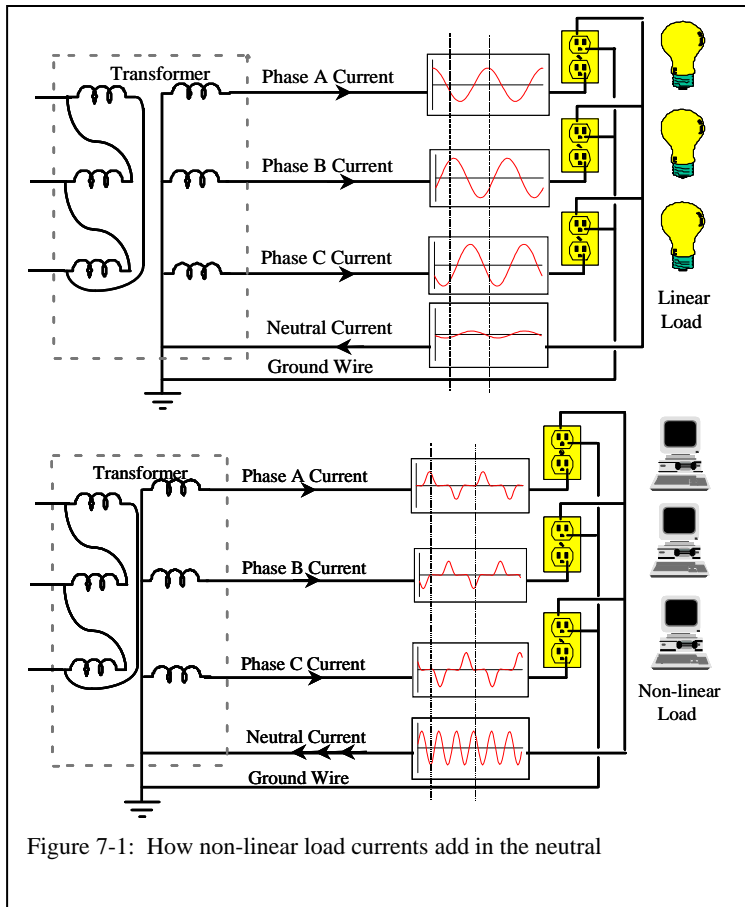 Transformer
Phase A Current
Phase B Current
Phase C Current
Linear
Load
Neutral Current
Ground Wire
Transformer
Phase A Current
Phase B Current
Phase C Current
Non-linear
Load
Neutral Current
Ground Wire
Figure 7-1:  How non-linear load currents add in the neutral